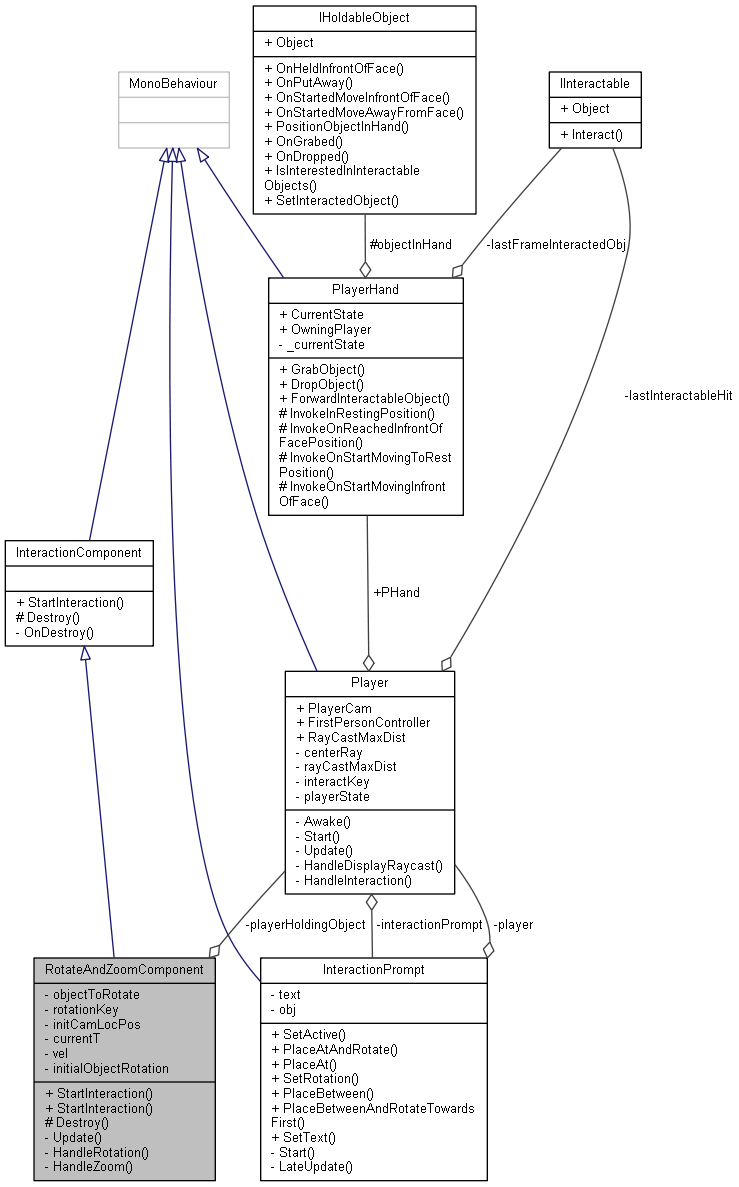 IHoldableObject
+ Object
+ OnHeldInfrontOfFace()
+ OnPutAway()
+ OnStartedMoveInfrontOfFace()
+ OnStartedMoveAwayFromFace()
+ PositionObjectInHand()
+ OnGrabed()
+ OnDropped()
+ IsInterestedInInteractable
Objects()
+ SetInteractedObject()
MonoBehaviour
IInteractable
+ Object
+ Interact()
#objectInHand
-lastFrameInteractedObj
PlayerHand
+ CurrentState
+ OwningPlayer
- _currentState
+ GrabObject()
+ DropObject()
+ ForwardInteractableObject()
# InvokeInRestingPosition()
# InvokeOnReachedInfrontOf
FacePosition()
# InvokeOnStartMovingToRest
Position()
# InvokeOnStartMovingInfront
OfFace()
-lastInteractableHit
InteractionComponent
+ StartInteraction()
# Destroy()
- OnDestroy()
+PHand
Player
+ PlayerCam
+ FirstPersonController
+ RayCastMaxDist
- centerRay
- rayCastMaxDist
- interactKey
- playerState
- Awake()
- Start()
- Update()
- HandleDisplayRaycast()
- HandleInteraction()
-playerHoldingObject
-interactionPrompt
-player
RotateAndZoomComponent
- objectToRotate
- rotationKey
- initCamLocPos
- currentT
- vel
- initialObjectRotation
+ StartInteraction()
+ StartInteraction()
# Destroy()
- Update()
- HandleRotation()
- HandleZoom()
InteractionPrompt
- text
- obj
+ SetActive()
+ PlaceAtAndRotate()
+ PlaceAt()
+ SetRotation()
+ PlaceBetween()
+ PlaceBetweenAndRotateTowards
First()
+ SetText()
- Start()
- LateUpdate()